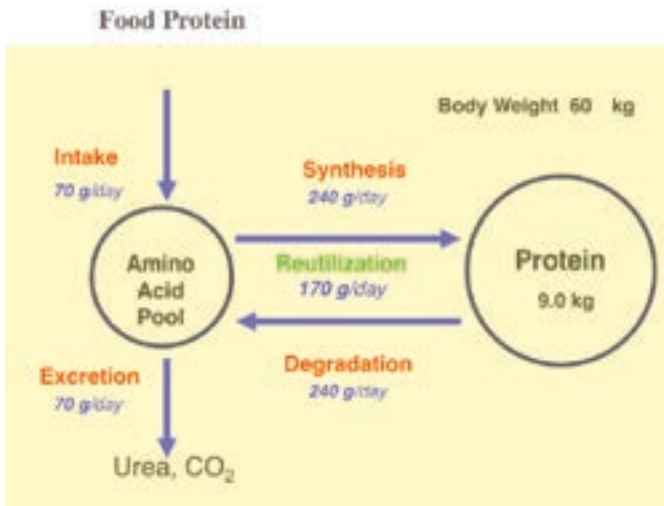 Food Protein
Body Weight 60 kg
Intake
70 g/day
Synthesis
240 g/day
Amino
Acid
Pool
Reutilization
170 g/day
Protein
9.0 kg
Excretion
70 g/day
Degradation
240 g/day
Urea, CO₂